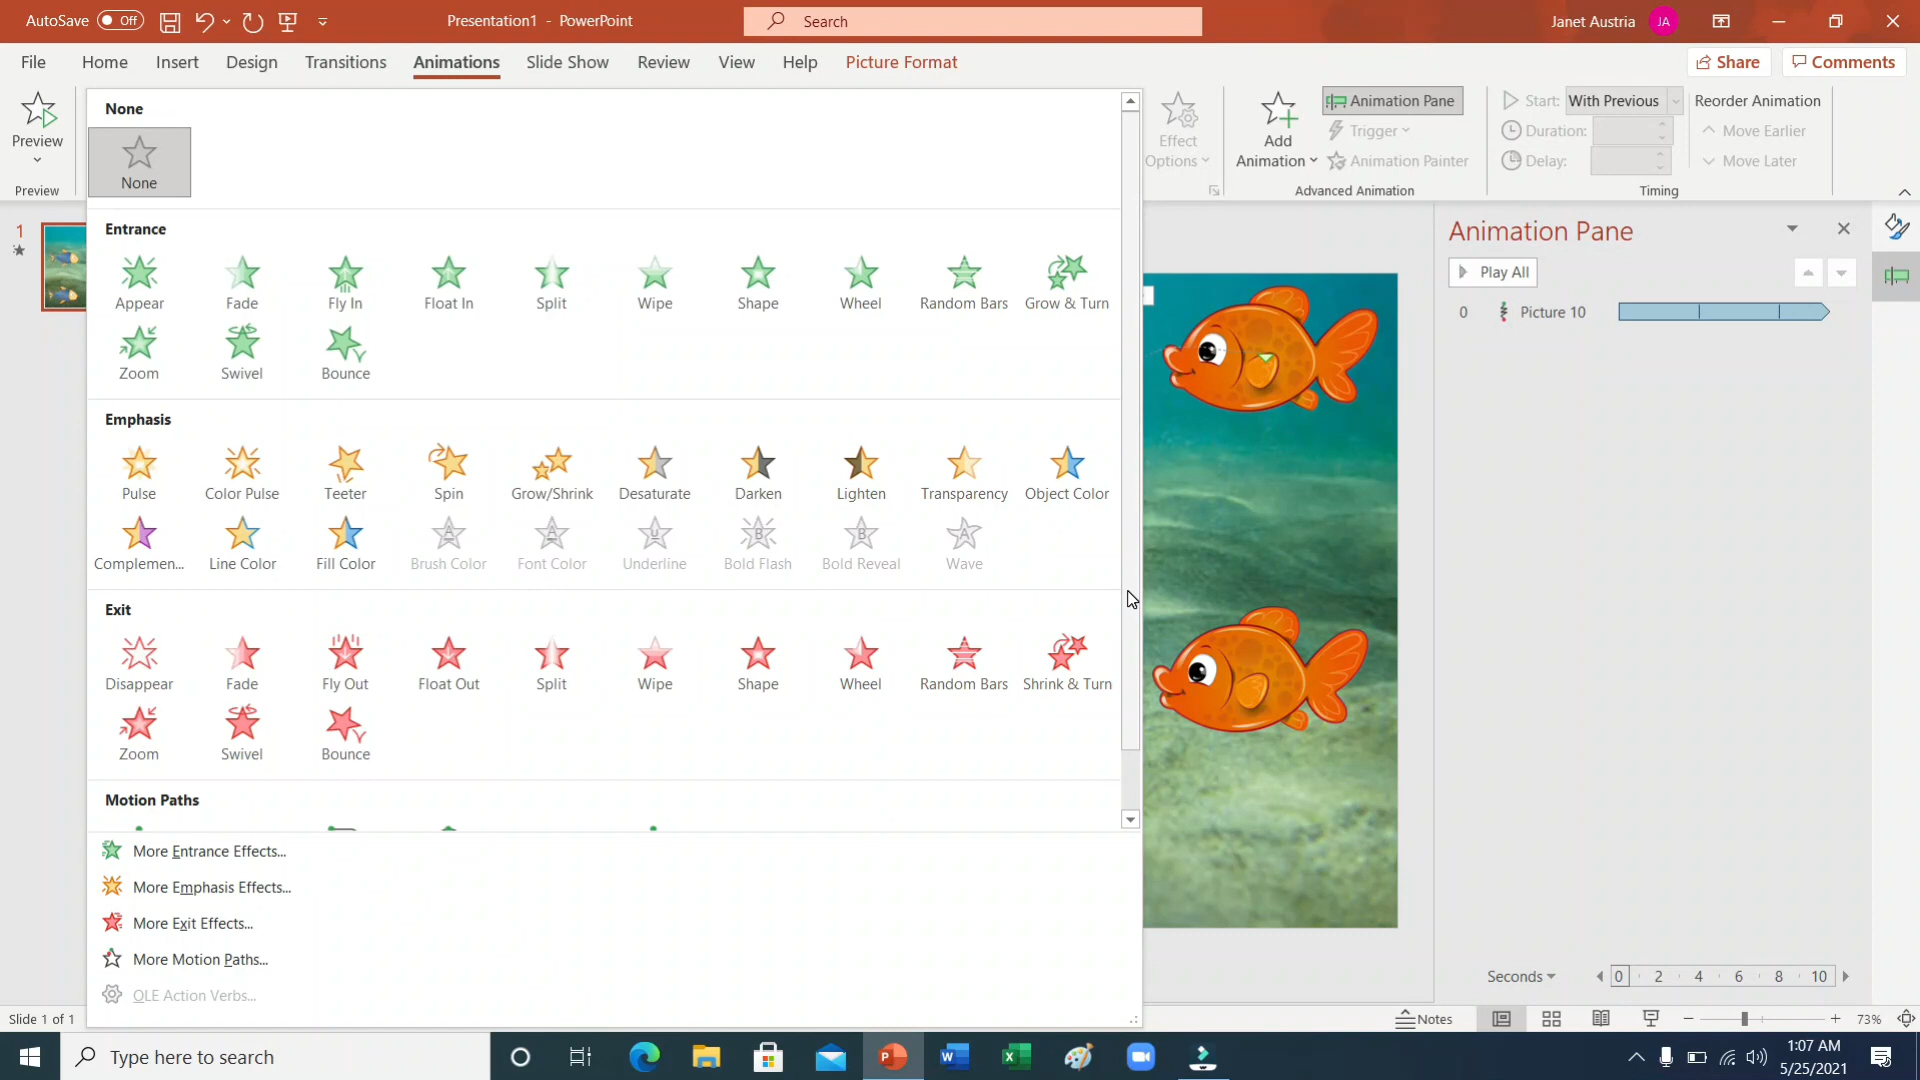 AutoSave Off Presentation1 - PowerPoint Search Janet Austria JA
File Home Insert Design Transitions Animations Slide Show Review View Help Picture Format Share Comments
Preview
Preview
None
None
Entrance
Appear Fade Fly In Float In Split Wipe Shape Wheel Random Bars Grow & Turn
Zoom Swivel Bounce
Emphasis
Pulse Color Pulse Teeter Spin Grow/Shrink Desaturate Darken Lighten Transparency Object Color
Complemen... Line Color Fill Color Brush Color Font Color Underline Bold Flash Bold Reveal Wave
Exit
Disappear Fade Fly Out Float Out Split Wipe Shape Wheel Random Bars Shrink & Turn
Zoom Swivel Bounce
Motion Paths
More Entrance Effects...
More Emphasis Effects...
More Exit Effects...
More Motion Paths...
OLE Action Verbs...
Effect
Options
Add
Animation
Animation Pane
Trigger
Animation Painter
Advanced Animation
Start: With Previous
Duration:
Delay:
Timing
Reorder Animation
Move Earlier
Move Later
1
Animation Pane
Play All
0 Picture 10
Seconds 0 2 4 6 8 10
Slide 1 of 1 Notes 73%
Type here to search
1:07 AM
5/25/2021